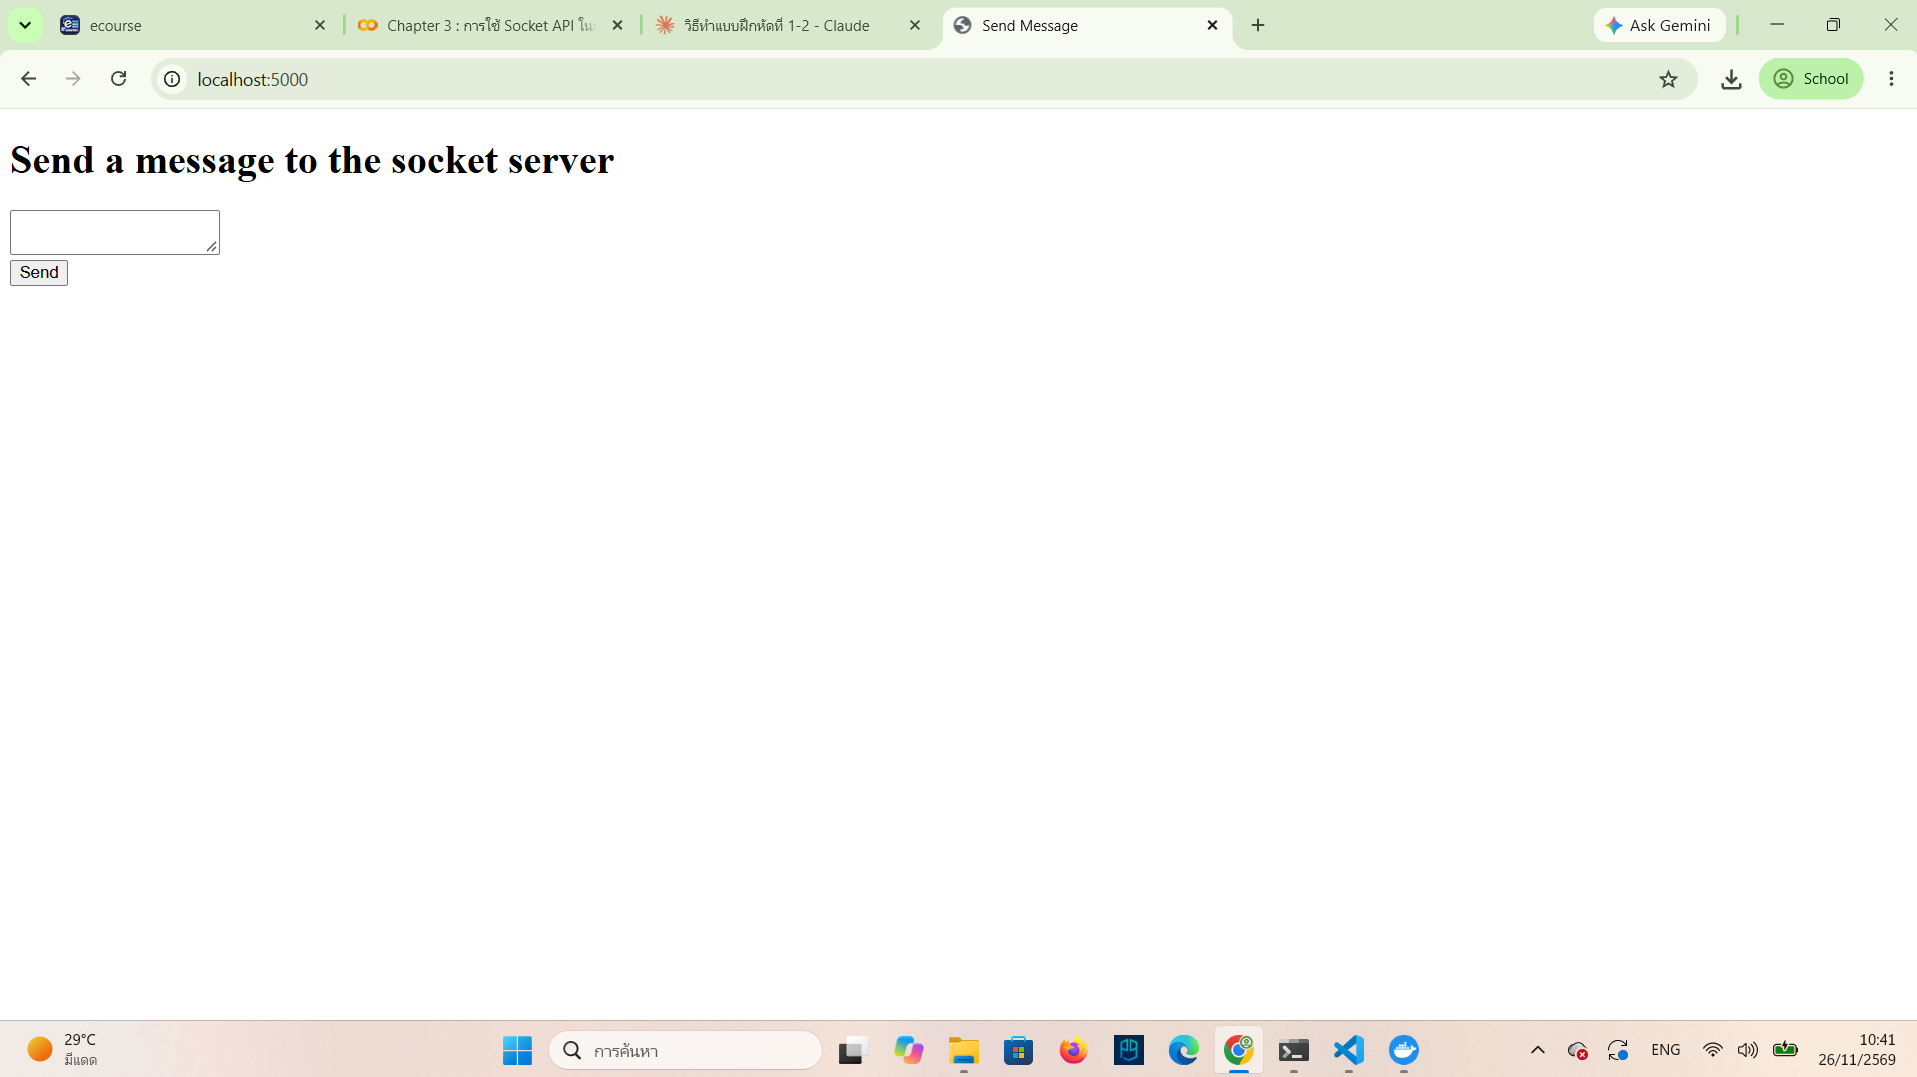 ecourse
Chapter 3 : การใช้ Socket API ใน
วิธีทำแบบฝึกหัดที่ 1-2 - Claude
Send Message
Ask Gemini
localhost:5000
School
Send a message to the socket server
Send
29°C
มีแดด
การค้นหา
ENG
10:41
26/11/2569